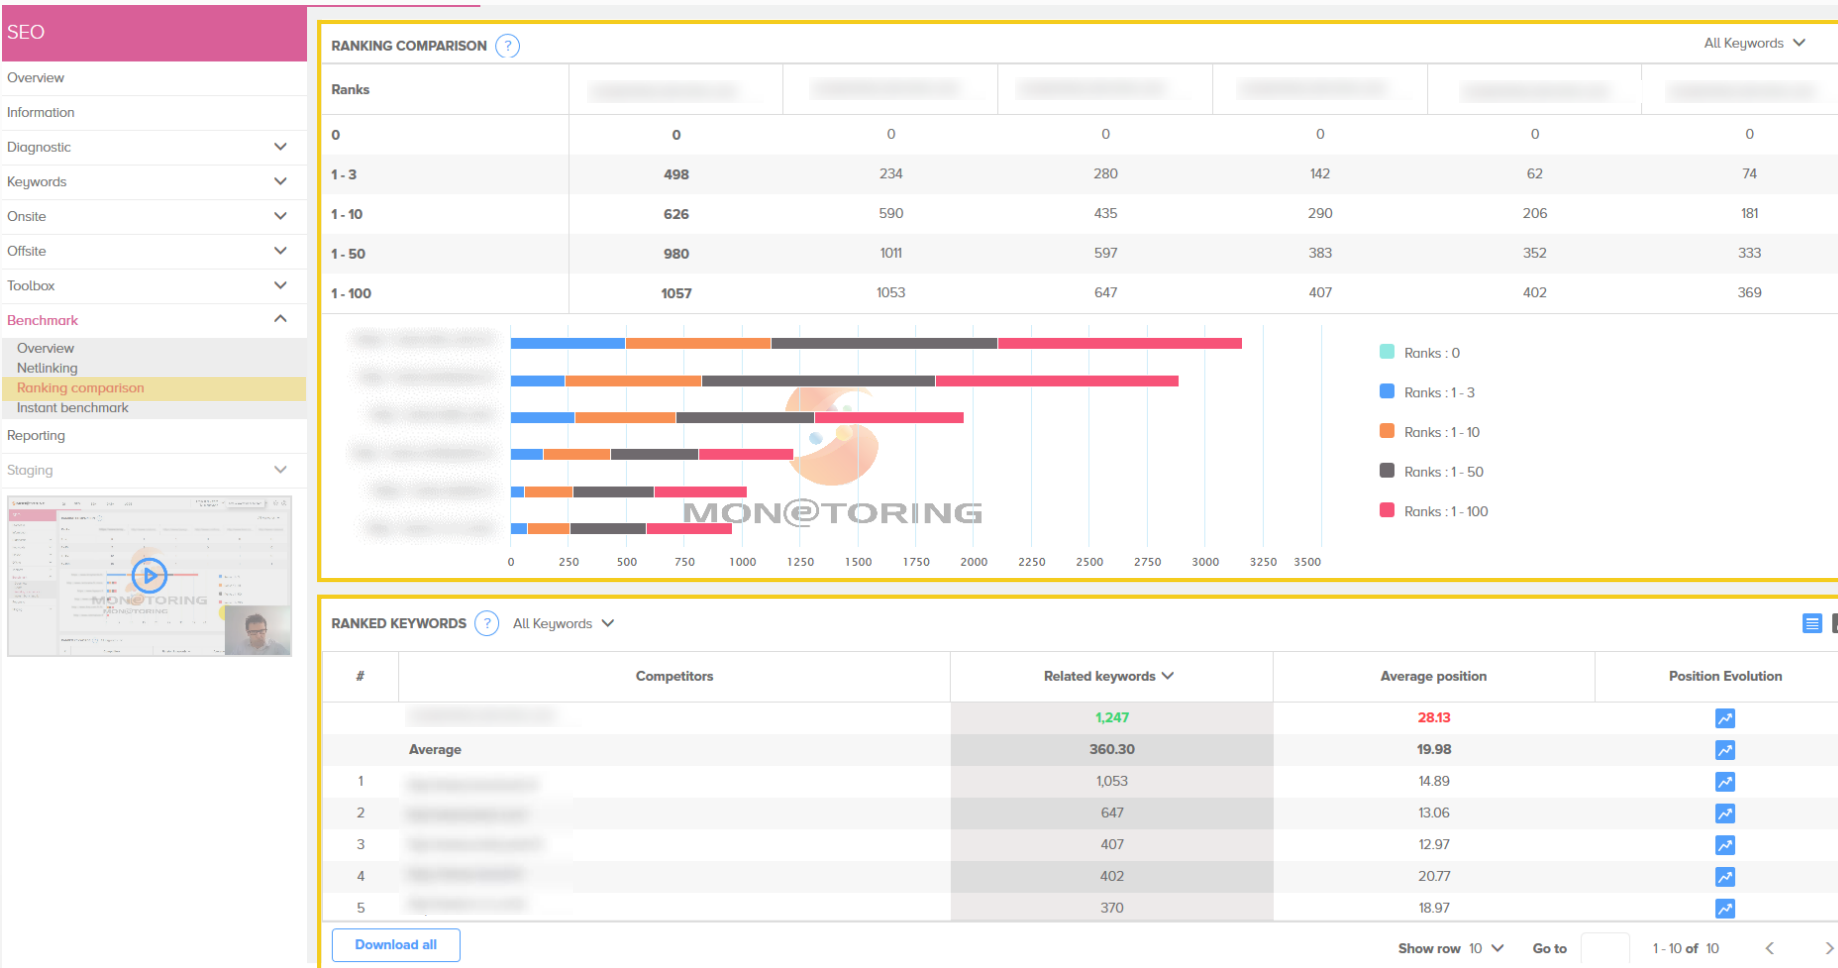 SEO
Overview
Information
Diagnostic
Keywords
Onsite
Offsite
Toolbox
Benchmark
Overview
Netlinking
Ranking comparison
Instant benchmark
Reporting
Staging
RANKING COMPARISON ?
All Keywords
Ranks
0 0 0 0 0 0 0
1 - 3 498 234 280 142 62 74
1 - 10 626 590 435 290 206 181
1 - 50 980 1011 597 383 352 333
1 - 100 1057 1053 647 407 402 369
Ranks : 0
Ranks : 1 - 3
Ranks : 1 - 10
Ranks : 1 - 50
Ranks : 1 - 100
MON@TORING
0 250 500 750 1000 1250 1500 1750 2000 2250 2500 2750 3000 3250 3500
RANKED KEYWORDS ? All Keywords
# Competitors Related keywords Average position Position Evolution
1,247 28.13
Average 360.30 19.98
1 1,053 14.89
2 647 13.06
3 407 12.97
4 402 20.77
5 370 18.97
Download all
Show row 10 Go to 1 - 10 of 10
MON@TORING